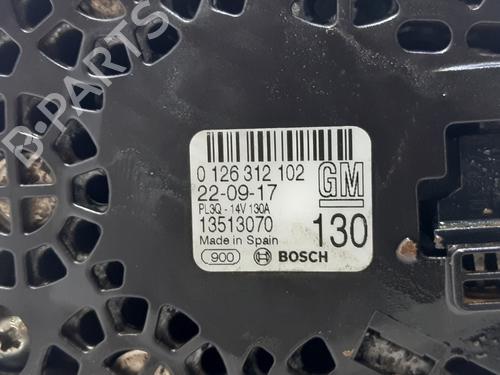 0 126 312 102
22-09-17
GM
PL3Q - 14V 130A
13513070
130
Made in Spain
900 BOSCH
B-PARTS